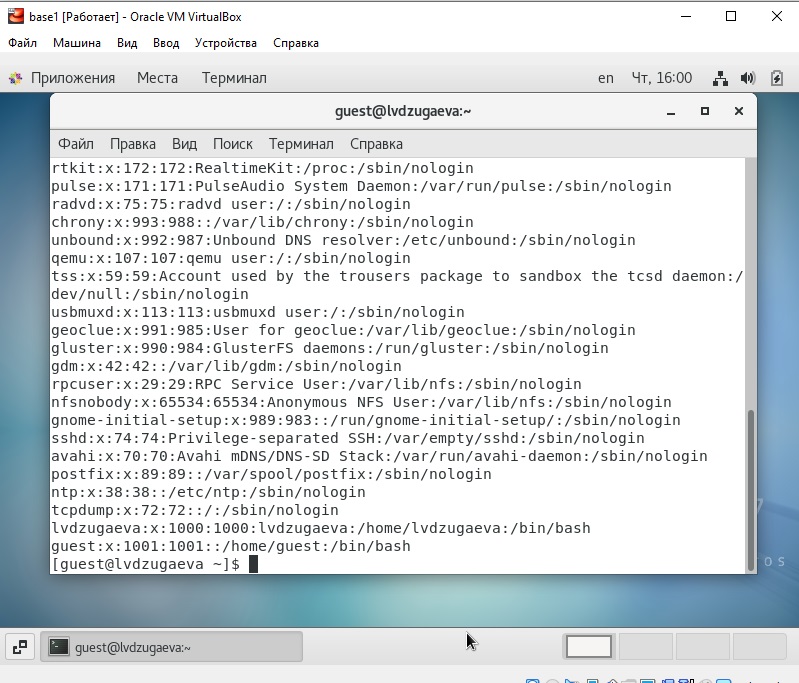 base1 [Работает] - Oracle VM VirtualBox
Файл Машина Вид Ввод Устройства Справка
Приложения Места Терминал en Чт, 16:00
guest@lvdzugaeva:~
Файл Правка Вид Поиск Терминал Справка
rtkit:x:172:172:RealtimeKit:/proc:/sbin/nologin
pulse:x:171:171:PulseAudio System Daemon:/var/run/pulse:/sbin/nologin
radvd:x:75:75:radvd user:/:/sbin/nologin
chrony:x:993:988::/var/lib/chrony:/sbin/nologin
unbound:x:992:987:Unbound DNS resolver:/etc/unbound:/sbin/nologin
qemu:x:107:107:qemu user:/:/sbin/nologin
tss:x:59:59:Account used by the trousers package to sandbox the tcsd daemon:/
dev/null:/sbin/nologin
usbmuxd:x:113:113:usbmuxd user:/:/sbin/nologin
geoclue:x:991:985:User for geoclue:/var/lib/geoclue:/sbin/nologin
gluster:x:990:984:GlusterFS daemons:/run/gluster:/sbin/nologin
gdm:x:42:42::/var/lib/gdm:/sbin/nologin
rpcuser:x:29:29:RPC Service User:/var/lib/nfs:/sbin/nologin
nfsnobody:x:65534:65534:Anonymous NFS User:/var/lib/nfs:/sbin/nologin
gnome-initial-setup:x:989:983::/run/gnome-initial-setup/:/sbin/nologin
sshd:x:74:74:Privilege-separated SSH:/var/empty/sshd:/sbin/nologin
avahi:x:70:70:Avahi mDNS/DNS-SD Stack:/var/run/avahi-daemon:/sbin/nologin
postfix:x:89:89::/var/spool/postfix:/sbin/nologin
ntp:x:38:38::/etc/ntp:/sbin/nologin
tcpdump:x:72:72::/:/sbin/nologin
lvdzugaeva:x:1000:1000:lvdzugaeva:/home/lvdzugaeva:/bin/bash
guest:x:1001:1001::/home/guest:/bin/bash
[guest@lvdzugaeva ~]$
7
OS
guest@lvdzugaeva:~